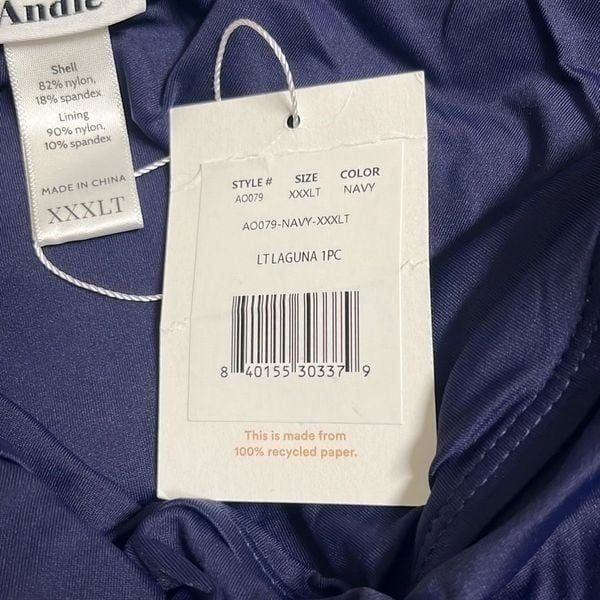 Andie
Shell
82% nylon,
18% spandex
Lining
90% nylon,
10% spandex
MADE IN CHINA
XXXLT
STYLE # SIZE COLOR
AO079 XXXLT NAVY
AO079-NAVY-XXXLT
LT LAGUNA 1PC
8 40155 30337 9
This is made from
100% recycled paper.